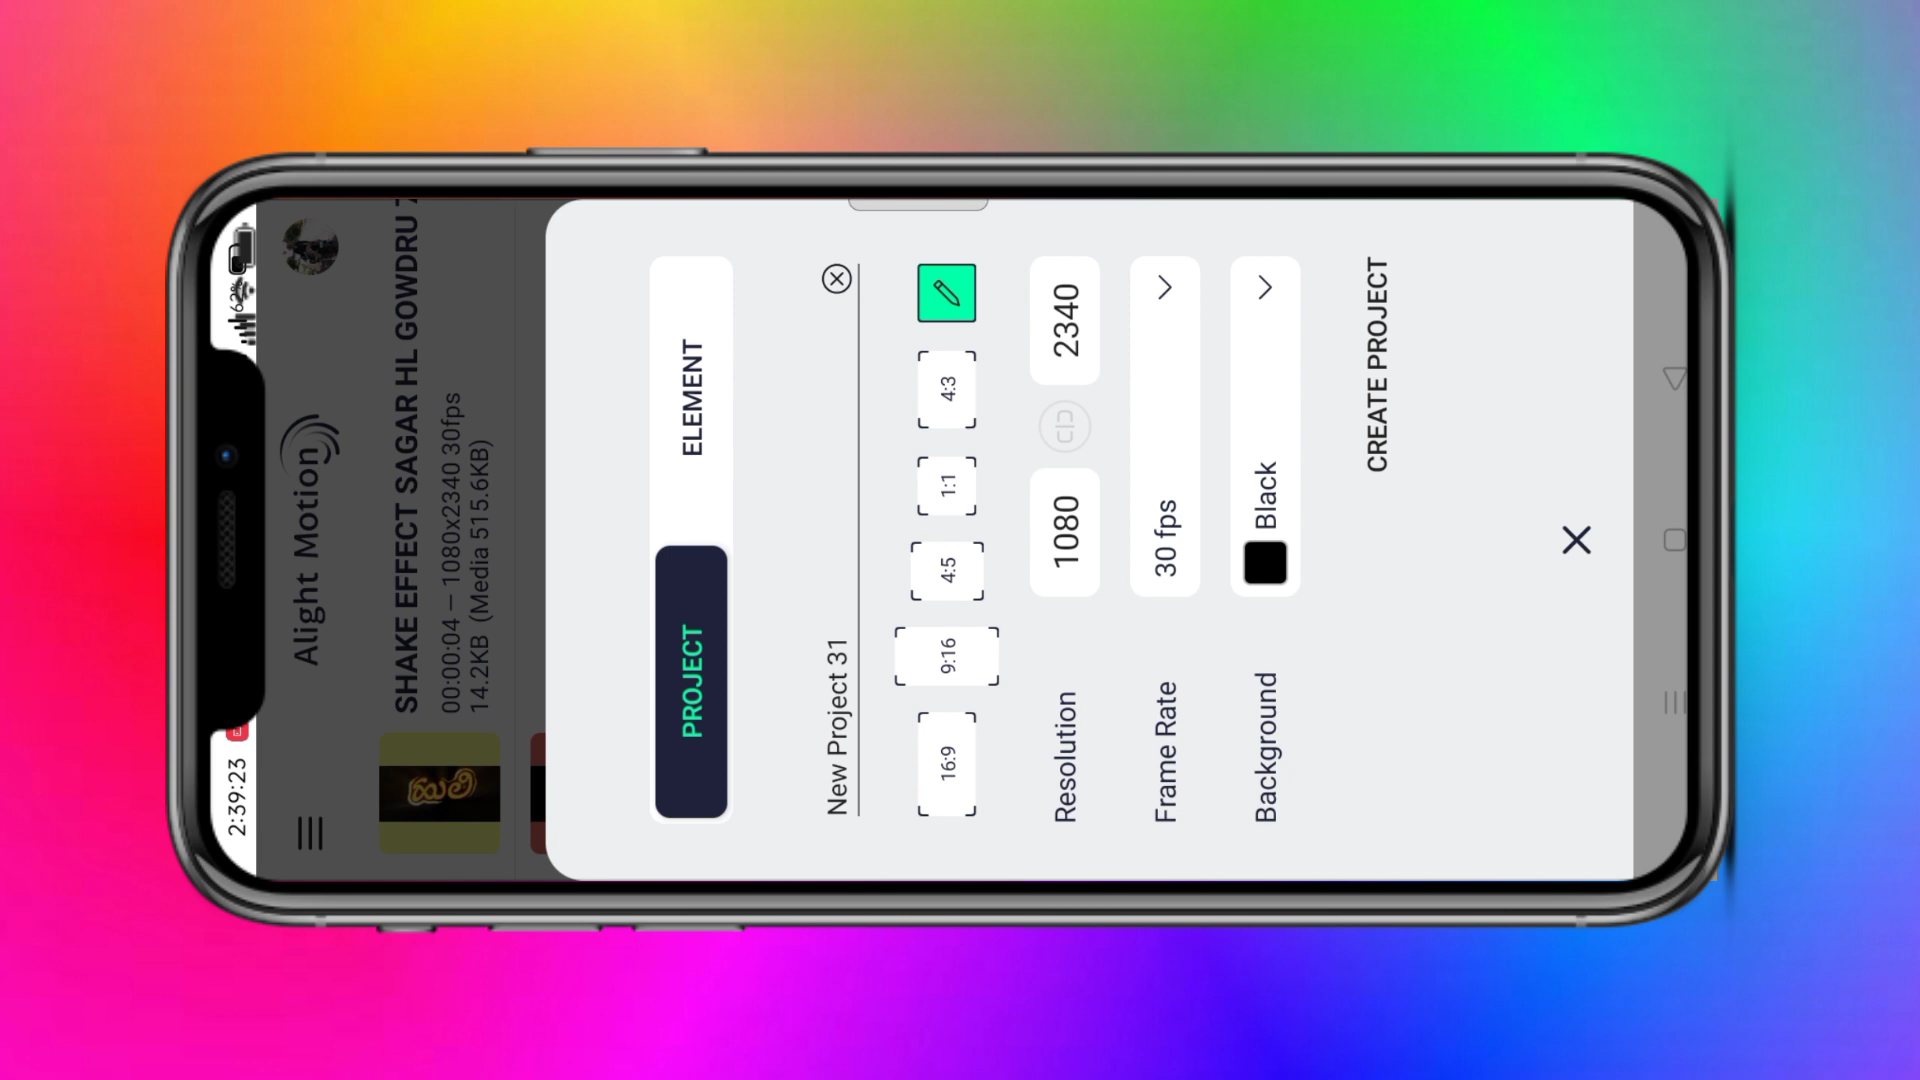 2:39:23
62%
Alight Motion
SHAKE EFFECT SAGAR HL GOWDRU
00:00:04 – 1080x2340 30fps
14.2KB (Media 515.6KB)
PROJECT ELEMENT
New Project 31
16:9 9:16 4:5 1:1 4:3
Resolution 1080 2340
Frame Rate 30 fps
Background Black
CREATE PROJECT